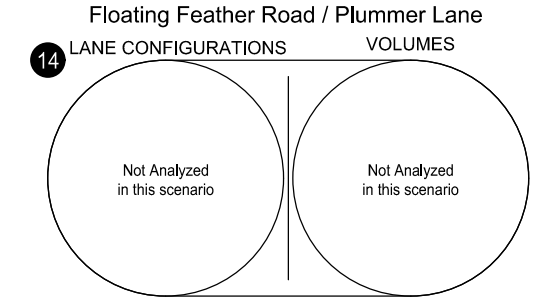 Floating Feather Road / Plummer Lane
14 LANE CONFIGURATIONS VOLUMES
Not Analyzed
in this scenario
Not Analyzed
in this scenario